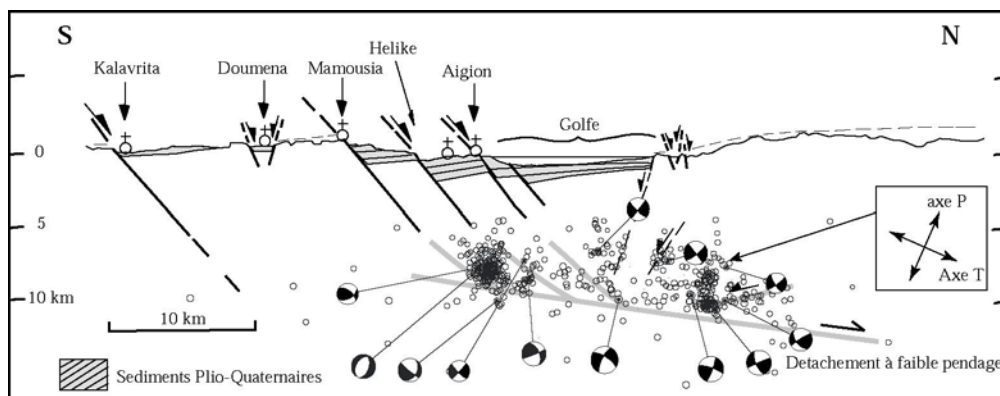 S
N
Helike
Kalavrita
Doumena
Mamousia
Aigion
Golfe
0
5
10 km
axe P
Axe T
10 km
Sediments Plio-Quaternaires
Detachement à faible pendage